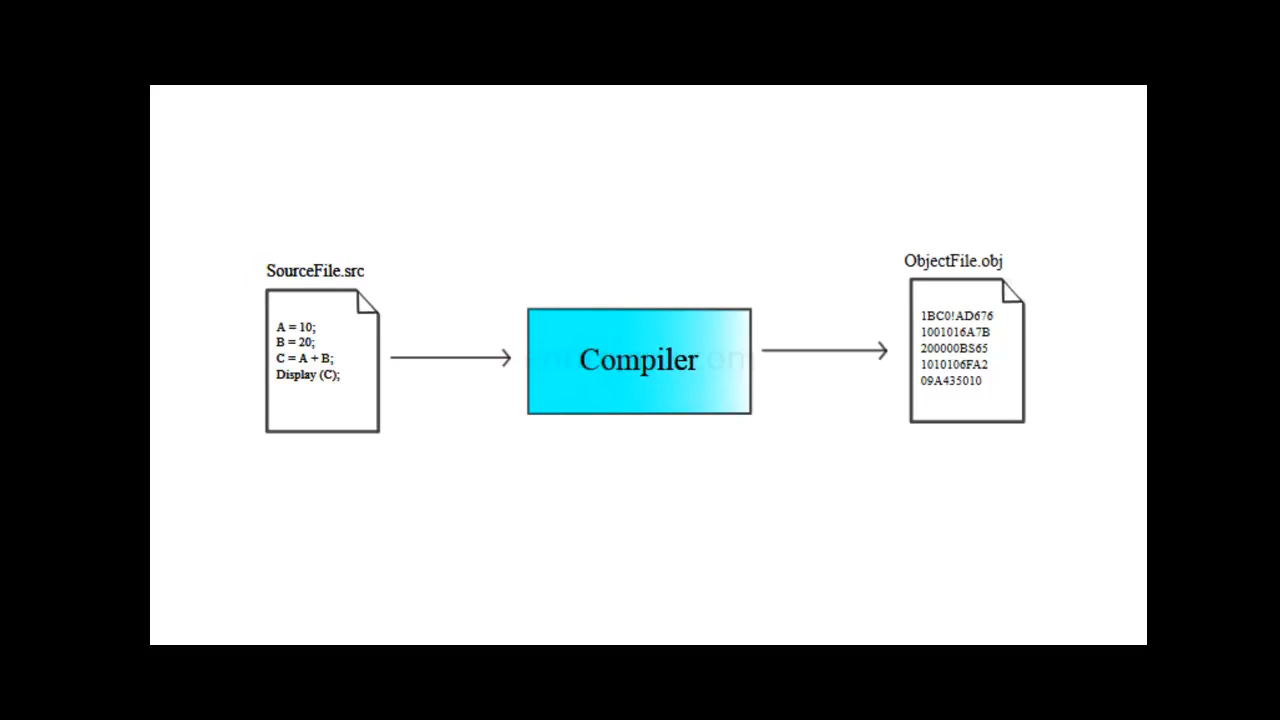 SourceFile.src
A = 10;
B = 20;
C = A + B;
Display (C);
Compiler
ObjectFile.obj
1BC0!AD676
1001016A7B
200000BS65
1010106FA2
09A435010